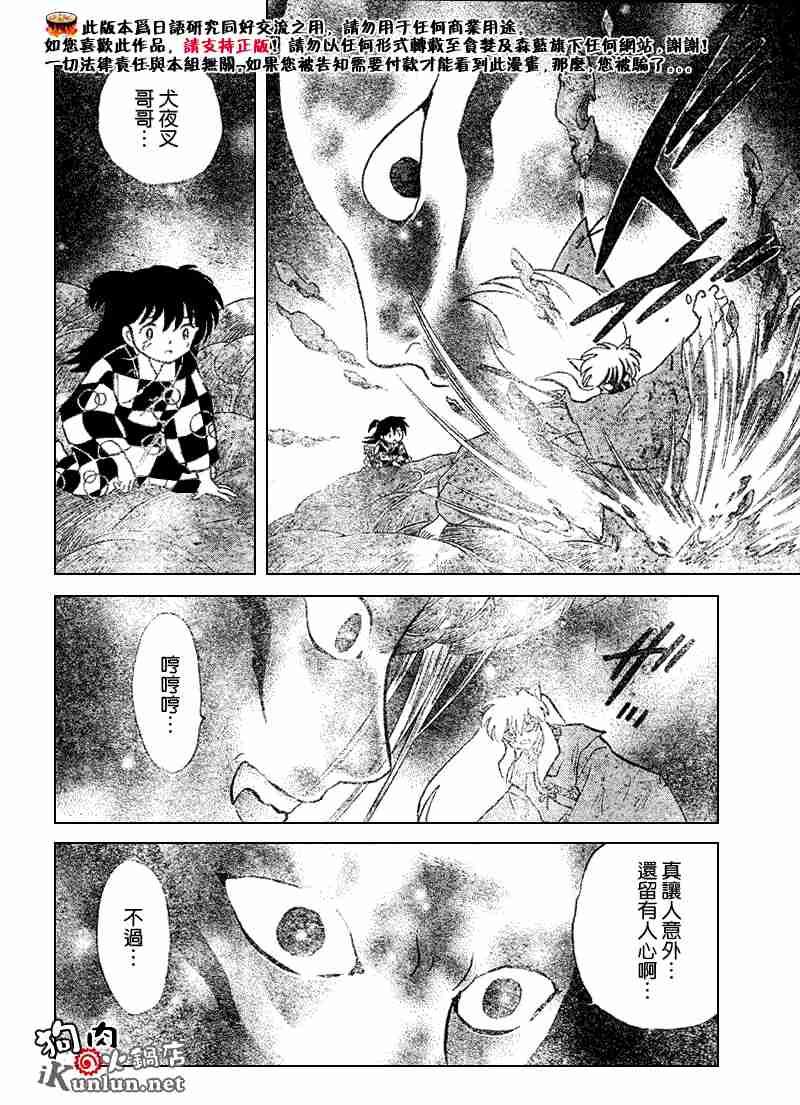 此版本爲日語研究同好交流之用，請勿用于任何商業用途，
如您喜歡此作品，請支持正版！請勿以任何形式轉載至貪婪及森藍旗下任何網站，謝謝！
一切法律責任與本組無關.如果您被告知需要付款才能看到此漫畫，那麼，您被騙了...
犬夜叉
哥哥…
哼哼哼…
真讓人意外…
還留有人心啊…
不過…
狗肉
火鍋店
iKunlun.net